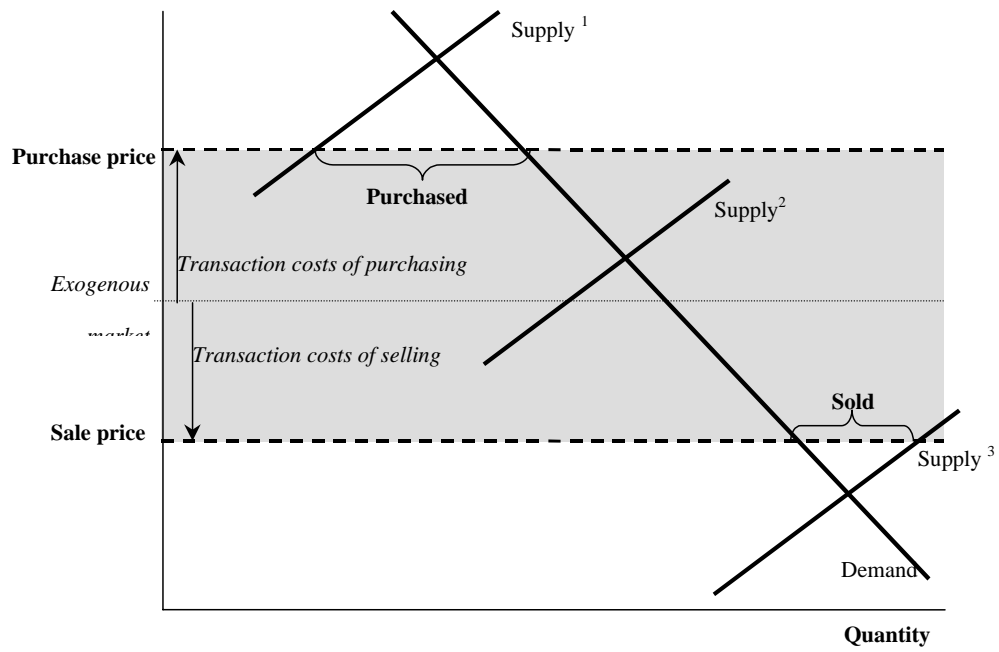 Supply 1
Purchase price
Purchased
Supply2
Transaction costs of purchasing
Exogenous
market
Transaction costs of selling
Sold
Sale price
Supply 3
Demand
Quantity